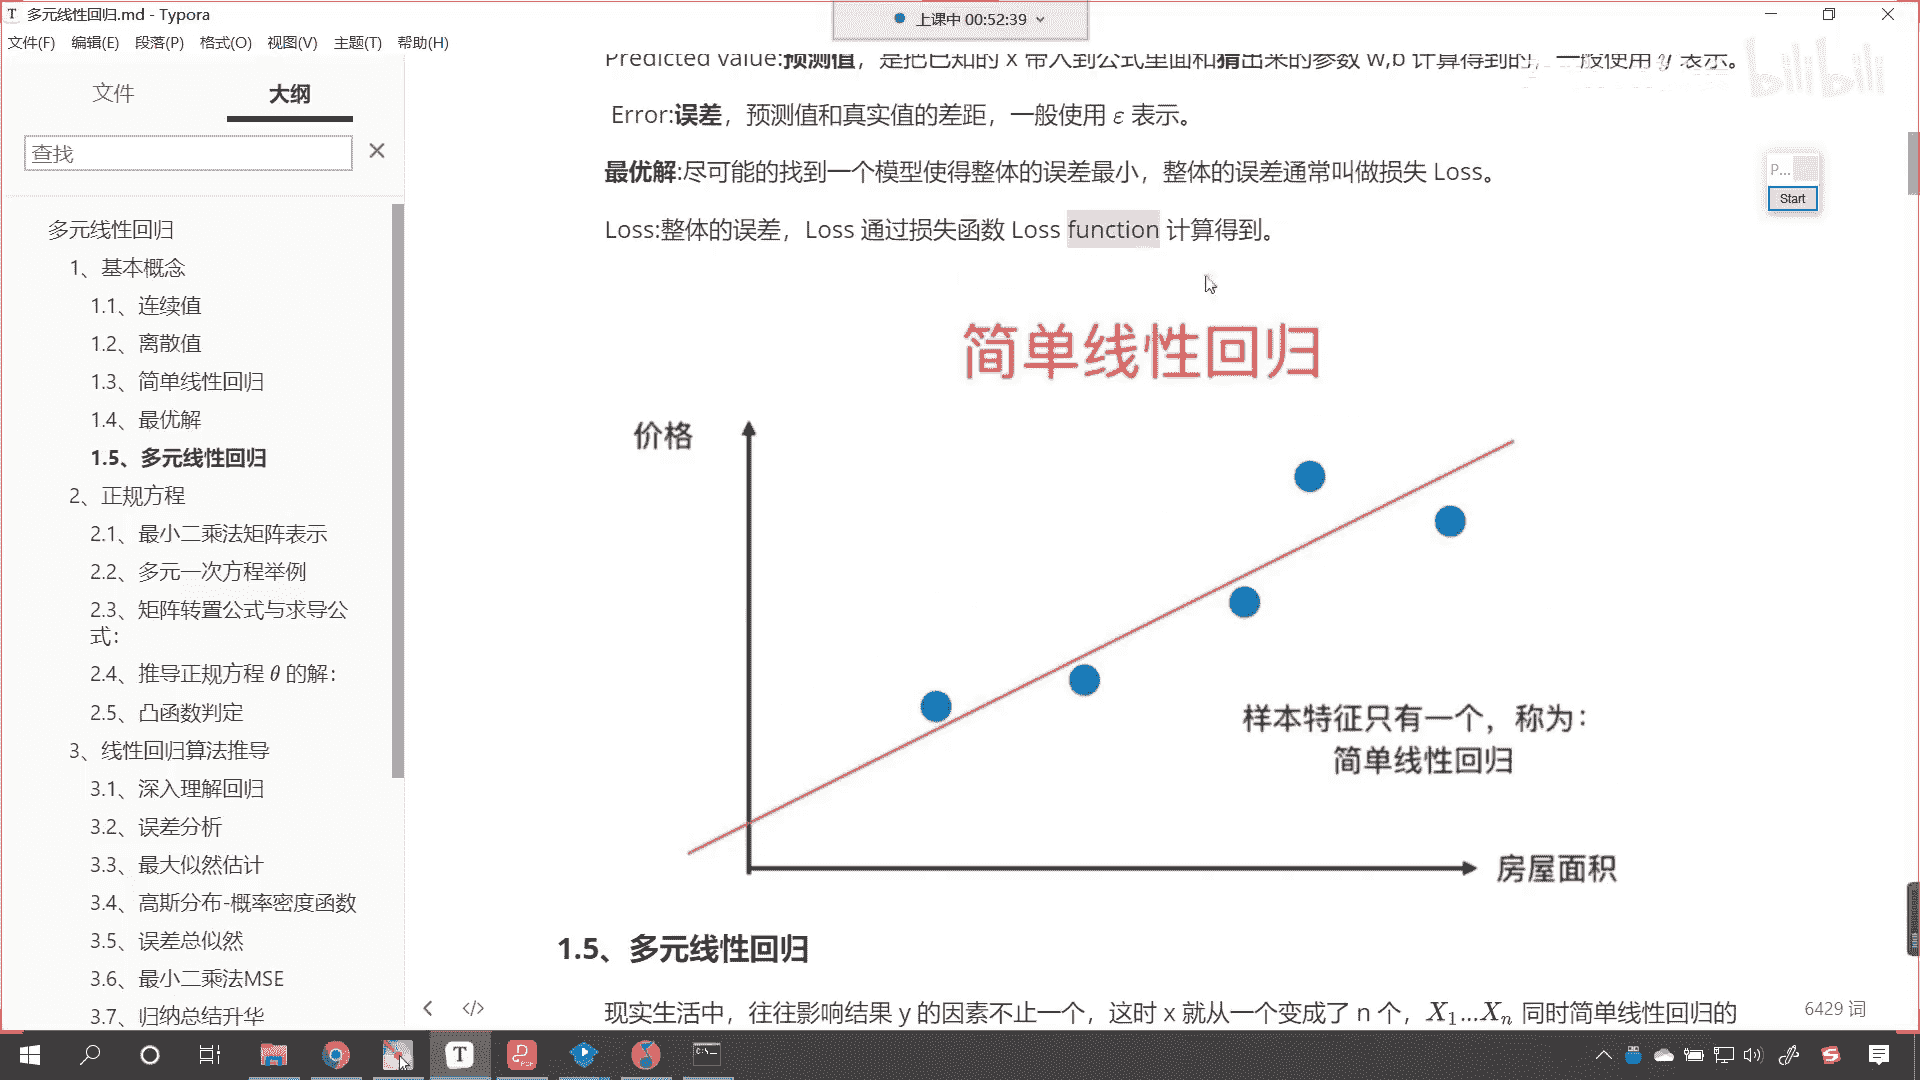 多元线性回归.md - Typora
上课中 00:52:39
文件(F) 编辑(E) 段落(P) 格式(O) 视图(V) 主题(T) 帮助(H)
文件 大纲
查找
多元线性回归
1、基本概念
1.1、连续值
1.2、离散值
1.3、简单线性回归
1.4、最优解
1.5、多元线性回归
2、正规方程
2.1、最小二乘法矩阵表示
2.2、多元一次方程举例
2.3、矩阵转置公式与求导公
式:
2.4、推导正规方程 θ 的解:
2.5、凸函数判定
3、线性回归算法推导
3.1、深入理解回归
3.2、误差分析
3.3、最大似然估计
3.4、高斯分布-概率密度函数
3.5、误差总似然
3.6、最小二乘法MSE
3.7、归纳总结升华
Predicted value:预测值，是把已知的 x 带入到公式里面和猜出来的参数 w,b 计算得到的，一般使用 表示。
bilibili
Error:误差，预测值和真实值的差距，一般使用 ε 表示。
最优解:尽可能的找到一个模型使得整体的误差最小，整体的误差通常叫做损失 Loss。
Loss:整体的误差，Loss 通过损失函数 Loss function 计算得到。
P...
Start
简单线性回归
价格
样本特征只有一个，称为：
简单线性回归
房屋面积
1.5、多元线性回归
现实生活中，往往影响结果 y 的因素不止一个，这时 x 就从一个变成了 n 个，X₁...Xₙ 同时简单线性回归的
6429 词